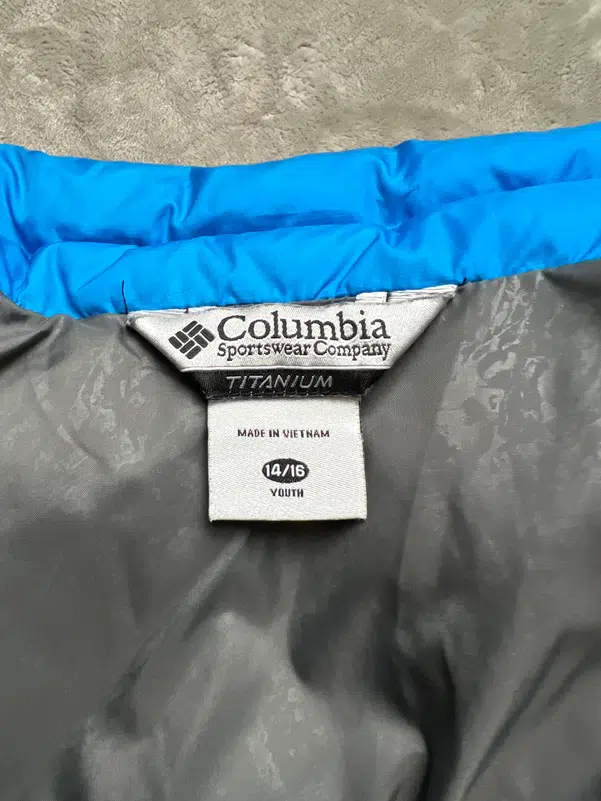 Columbia
Sportswear Company
TITANIUM
MADE IN VIETNAM
14/16
YOUTH